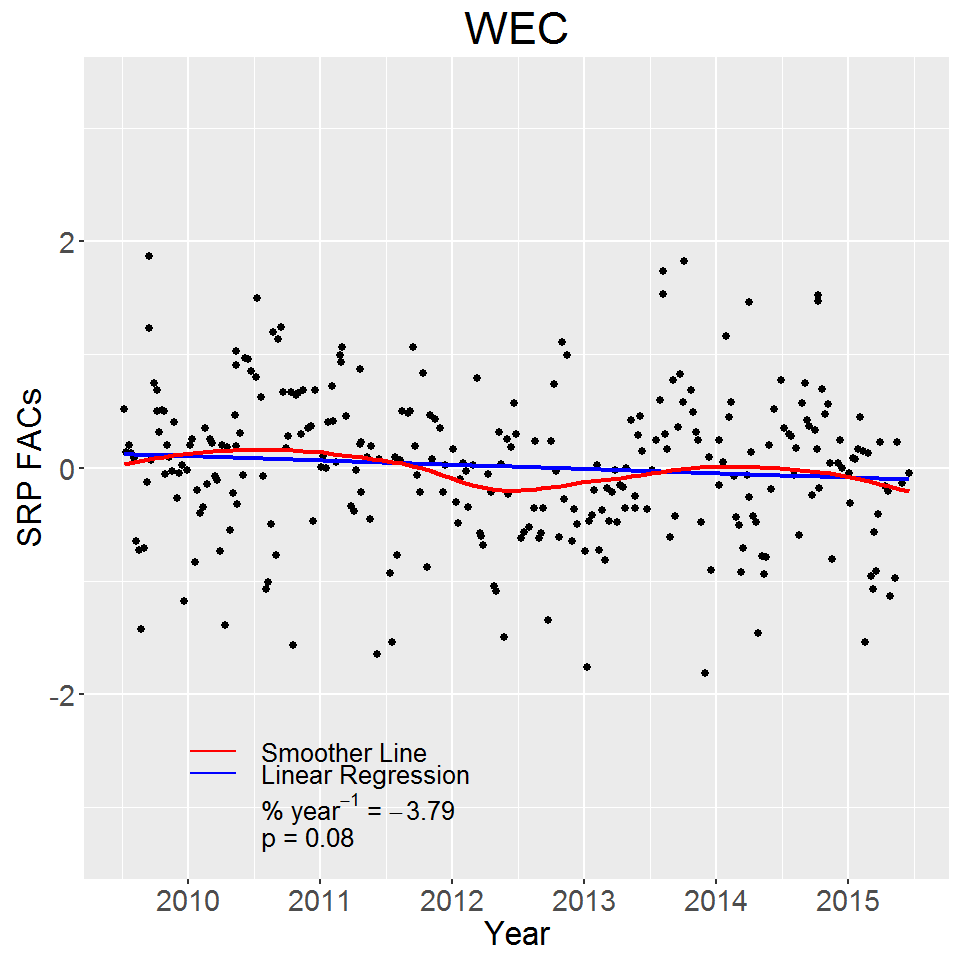 WEC
SRP FACs
2
0
-2
Smoother Line
Linear Regression
% year⁻¹ = −3.79
p = 0.08
2010 2011 2012 2013 2014 2015
Year